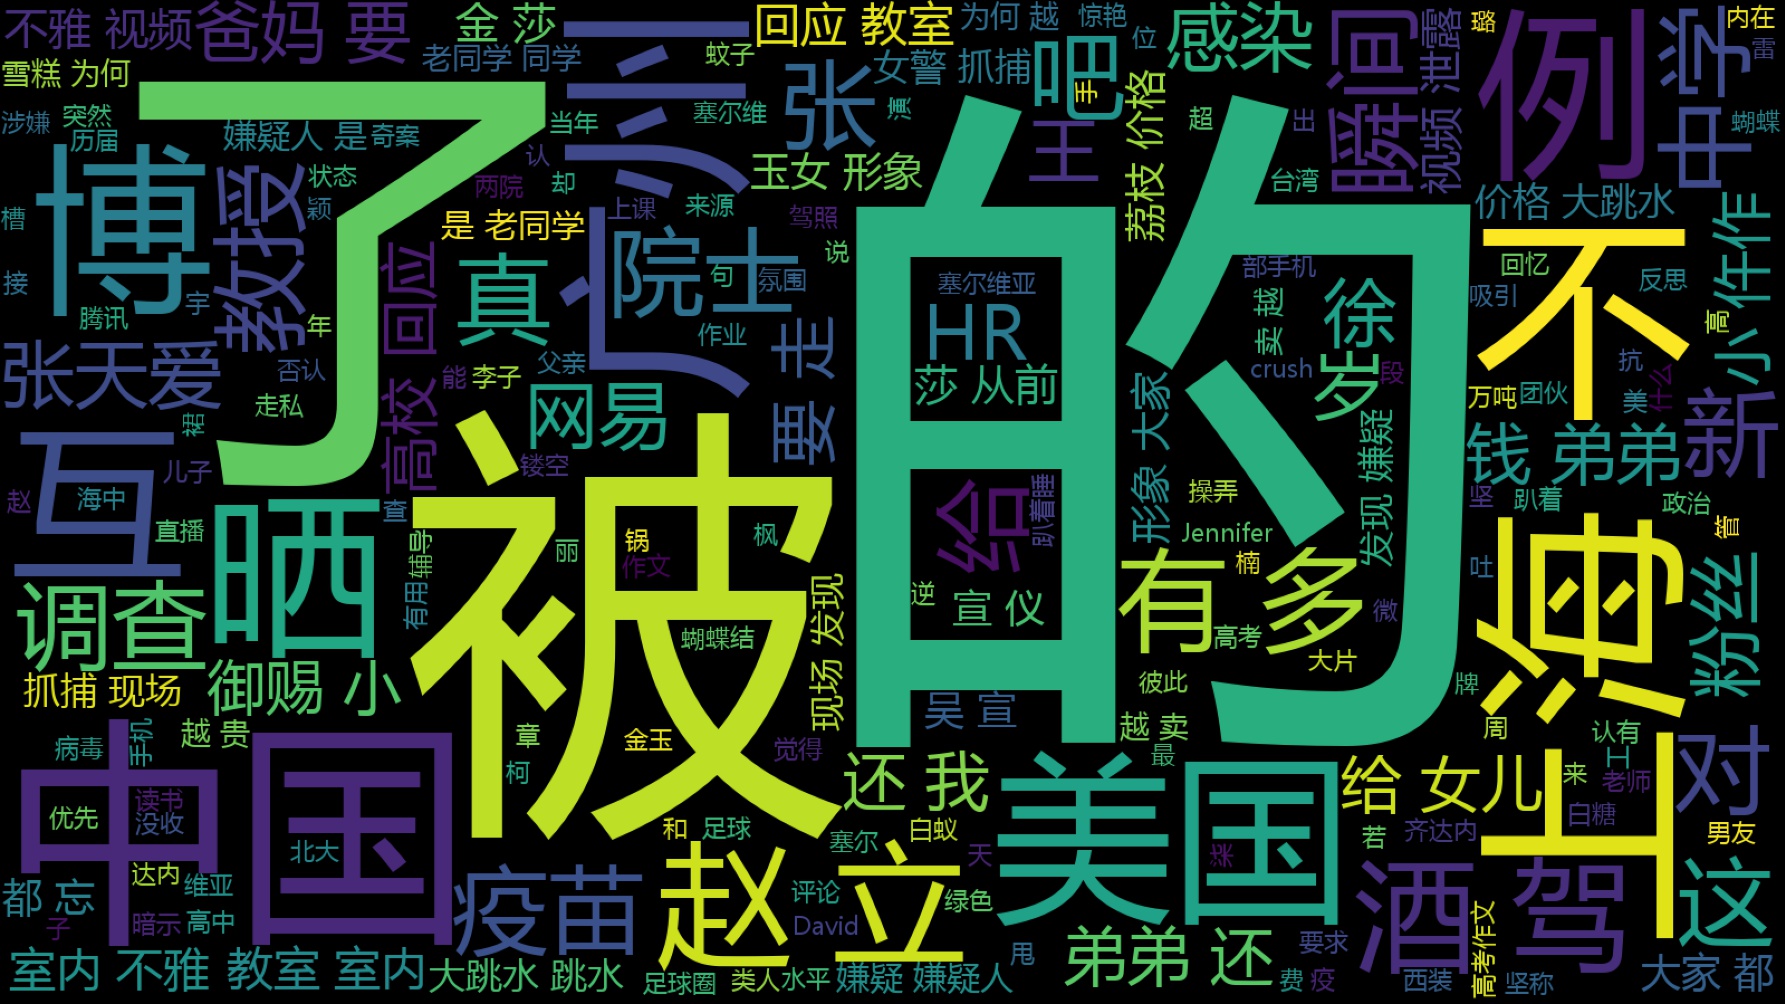 不雅 视频
爸妈 要
金 莎
回应 教室
为何 越
惊艳
感染
瞬间
视频 泄露
璐
例
中学
内在
雷
老同学 同学
蚊子
位
女警 抓捕
吧
手
雪糕 为何
涉嫌
突然
历届
了
嫌疑人 是
奇案
当年
广州
张
塞尔维
演
王
荔枝 价格
超
出
蝴蝶
博
教授
状态
颖
两院
认
却
上课
来源
玉女 形象
驾照
的
台湾
价格 大跳水
小作
件
槽
接
宇
腾讯
年
是 老同学
院士
真
句
氛围
说
作业
塞尔维亚
HR
莎 从前
部手机
卖 越
徐
岁
crush
段
不
回忆
吸引
反思
高
张天爱
否认
走私
高校 回应
能
李子
父亲
网易
要 走
形象 大家
发现 嫌疑
万吨
团伙
抗
美
什么
新
互
裙
儿子
赵
海中
直播
查
镂空
给
趴着睡
操弄
Jennifer
钱 弟弟
坚
趴着
政治
管
晒
被
辅导
有用
丽
锅
作文
枫
现场 发现
逆
宣 仪
有
多
楠
高考
微
上海
吐
粉丝
调查
抓捕 现场
御赐 小
蝴蝶结
吴 宣
彼此
大片
牌
周
认有
工
中国
病毒
手机
越 贵
章
柯
金玉
觉得
还 我
越 卖
最
美国
给 女儿
来
老师
对
优先
读书
没收
北大
和
足球
塞尔
白蚁
天
若
齐达内
白糖
男友
都 忘
达内
维亚
子
暗示
高中
疫苗
赵
立
评论
David
绿色
弟弟 还
要求
酒驾
高考作文
这
室内 不雅 教室 室内
大跳水 跳水
足球圈
类人水平
嫌疑 嫌疑人
甩
费
疫
西装
坚称
大家 都